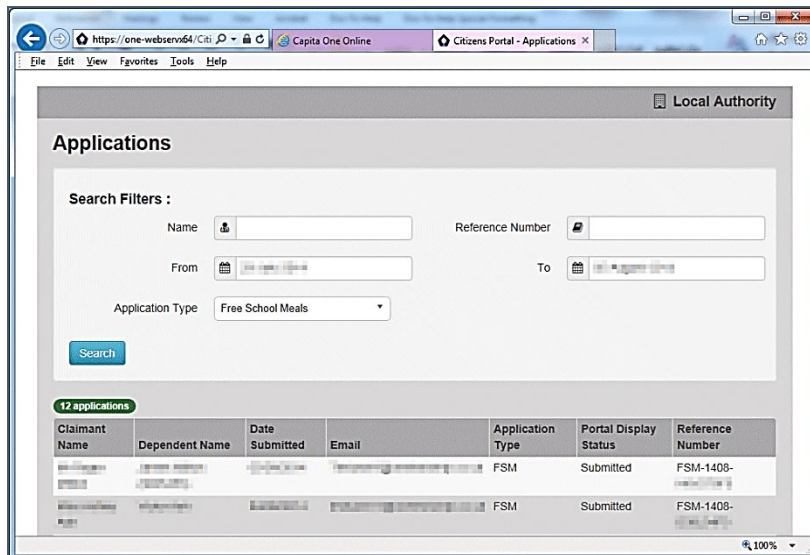 https://one-webservx64/Citi
Capita One Online
Citizens Portal - Applications
File Edit View Favorites Tools Help
Local Authority
Applications
Search Filters :
Name
Reference Number
From
To
Application Type
Free School Meals
Search
12 applications
Claimant Name
Dependent Name
Date Submitted
Email
Application Type
Portal Display Status
Reference Number
FSM
Submitted
FSM-1408-
FSM
Submitted
FSM-1408-
100%